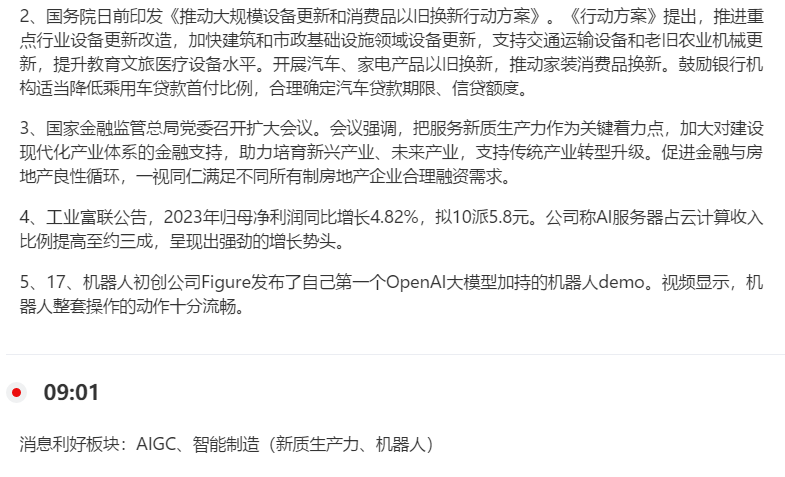 2、国务院日前印发《推动大规模设备更新和消费品以旧换新行动方案》。《行动方案》提出，推进重
点行业设备更新改造，加快建筑和市政基础设施领域设备更新，支持交通运输设备和老旧农业机械更
新，提升教育文旅医疗设备水平。开展汽车、家电产品以旧换新，推动家装消费品换新。鼓励银行机
构适当降低乘用车贷款首付比例，合理确定汽车贷款期限、信贷额度。
3、国家金融监管总局党委召开扩大会议。会议强调，把服务新质生产力作为关键着力点，加大对建设
现代化产业体系的金融支持，助力培育新兴产业、未来产业，支持传统产业转型升级。促进金融与房
地产良性循环，一视同仁满足不同所有制房地产企业合理融资需求。
4、工业富联公告，2023年归母净利润同比增长4.82%，拟10派5.8元。公司称AI服务器占云计算收入
比例提高至约三成，呈现出强劲的增长势头。
5、17、机器人初创公司Figure发布了自己第一个OpenAI大模型加持的机器人demo。视频显示，机
器人整套操作的动作十分流畅。
09:01
消息利好板块：AIGC、智能制造（新质生产力、机器人）